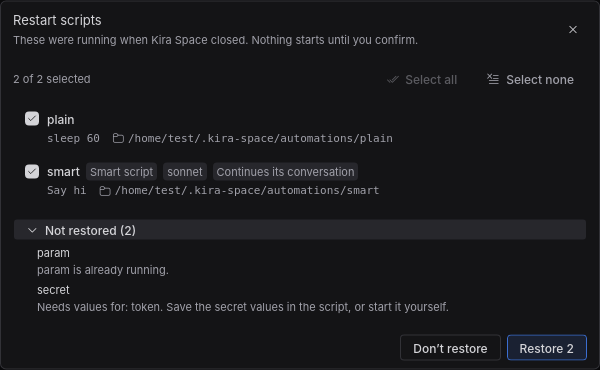 Restart scripts
These were running when Kira Space closed. Nothing starts until you confirm.
2 of 2 selected
Select all
Select none
plain
sleep 60 /home/test/.kira-space/automations/plain
smart Smart script sonnet Continues its conversation
Say hi /home/test/.kira-space/automations/smart
Not restored (2)
param
param is already running.
secret
Needs values for: token. Save the secret values in the script, or start it yourself.
Don’t restore
Restore 2